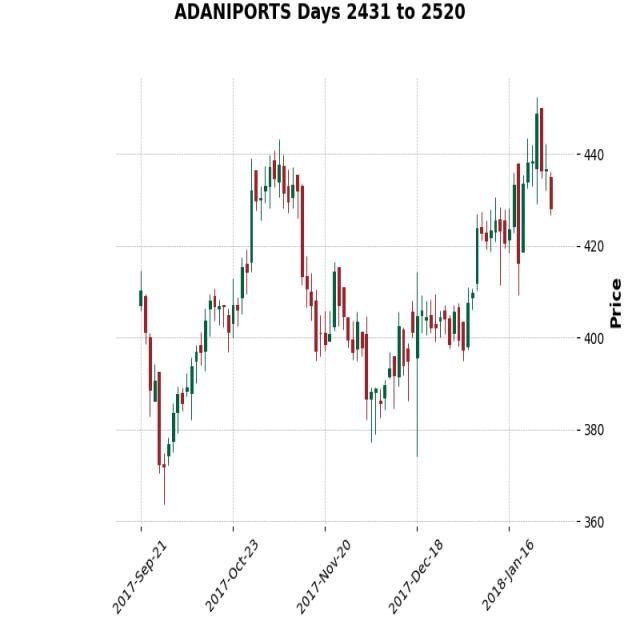 ADANIPORTS Days 2431 to 2520
440
420
400
380
360
Price
2017-Sep-21
2017-Oct-23
2017-Nov-20
2017-Dec-18
2018-Jan-16